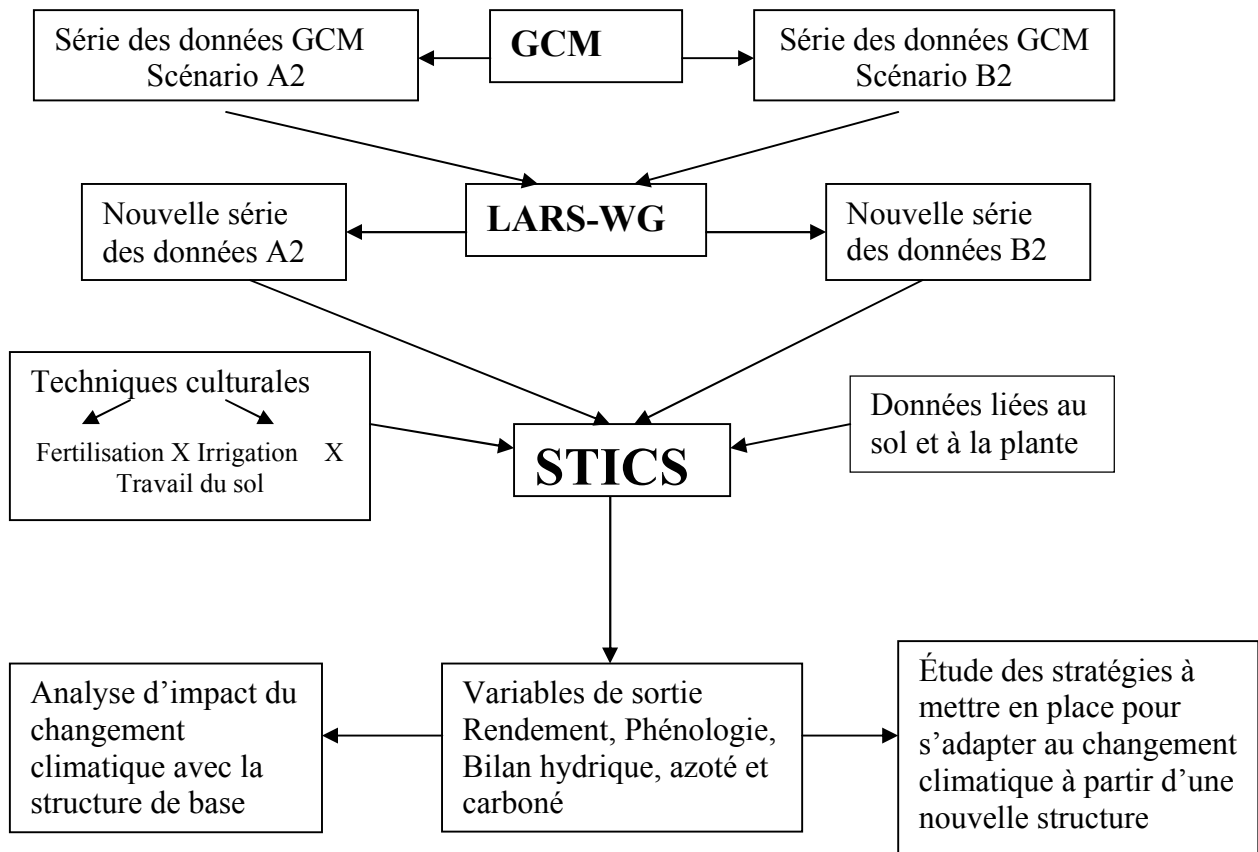 Série des données GCM
Scénario A2
GCM
Série des données GCM
Scénario B2
Nouvelle série
des données A2
LARS-WG
Nouvelle série
des données B2
Techniques culturales
Fertilisation X Irrigation X
Travail du sol
STICS
Données liées au
sol et à la plante
Analyse d’impact du
changement
climatique avec la
structure de base
Variables de sortie
Rendement, Phénologie,
Bilan hydrique, azoté et
carboné
Étude des stratégies à
mettre en place pour
s’adapter au changement
climatique à partir d’une
nouvelle structure